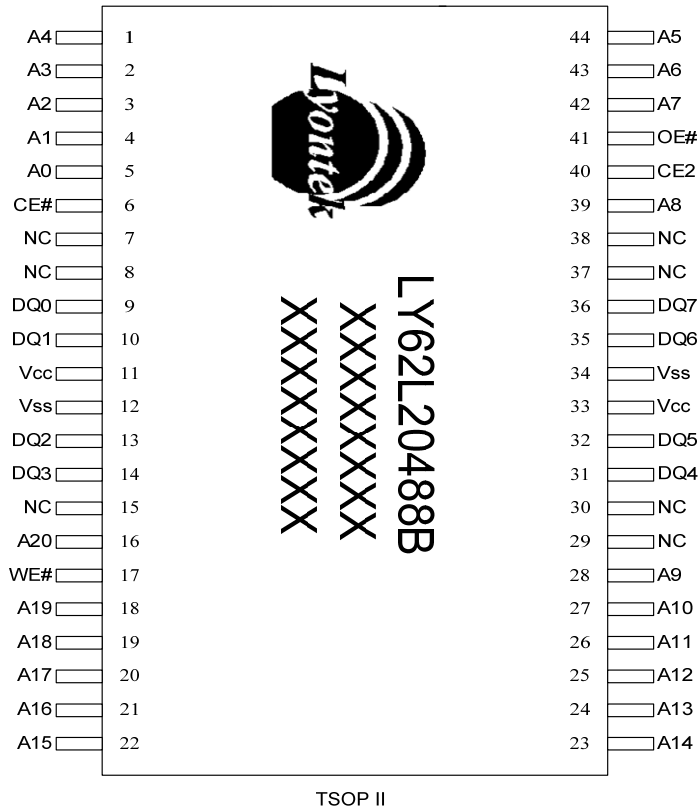 A4 1 44 A5
A3 2 43 A6
A2 3 42 A7
A1 4 41 OE#
A0 5 40 CE2
CE# 6 39 A8
NC 7 38 NC
NC 8 37 NC
DQ0 9 36 DQ7
DQ1 10 35 DQ6
Vcc 11 34 Vss
Vss 12 33 Vcc
DQ2 13 32 DQ5
DQ3 14 31 DQ4
NC 15 30 NC
A20 16 29 NC
WE# 17 28 A9
A19 18 27 A10
A18 19 26 A11
A17 20 25 A12
A16 21 24 A13
A15 22 23 A14
Lyontek
LY62L20488B
XXXXXXXX
XXXXXXXX
TSOP II